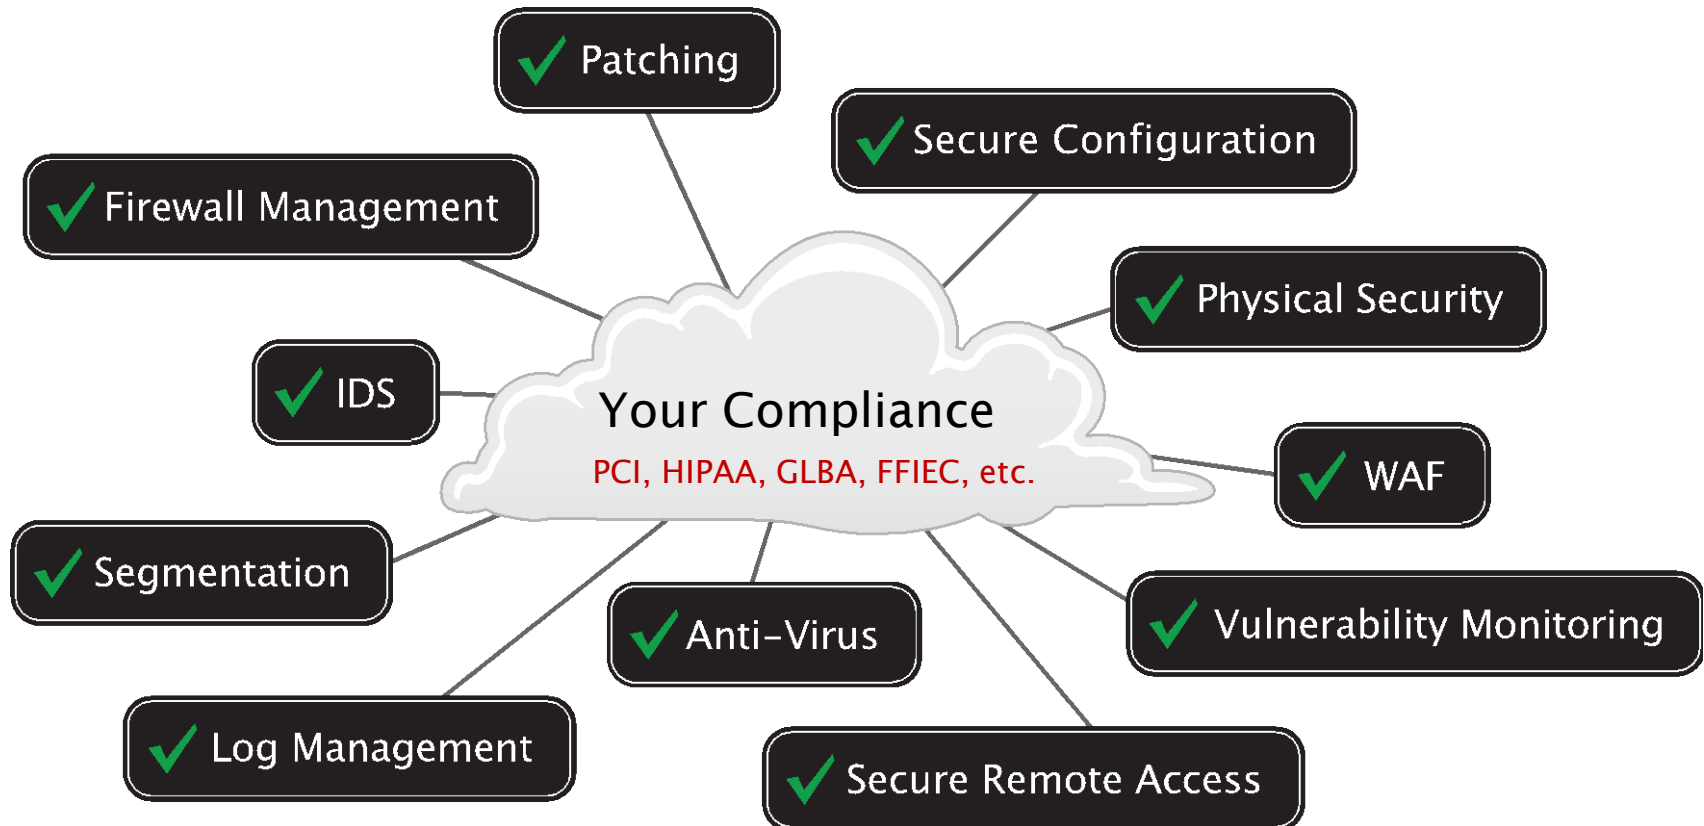 Patching
Secure Configuration
Firewall Management
Physical Security
IDS
Your Compliance
PCI, HIPAA, GLBA, FFIEC, etc.
WAF
Segmentation
Anti-Virus
Vulnerability Monitoring
Log Management
Secure Remote Access